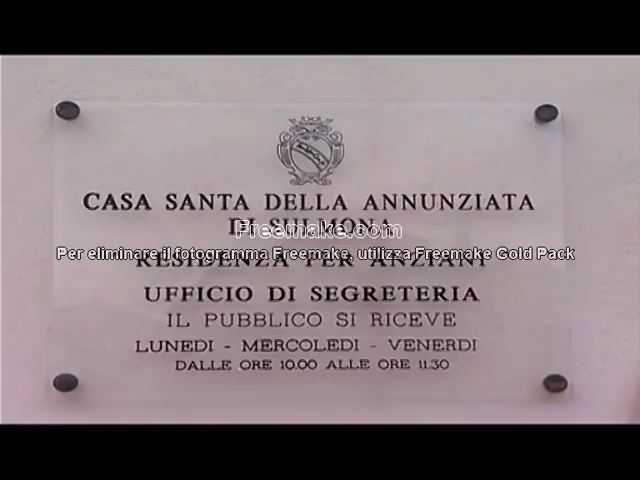 CASA SANTA DELLA ANNUNZIATA
DI SULMONA
Freemake.com
Per eliminare il fotogramma Freemake, utilizza Freemake Gold Pack
RESIDENZA PER ANZIANI
UFFICIO DI SEGRETERIA
IL PUBBLICO SI RICEVE
LUNEDI - MERCOLEDI - VENERDI
DALLE ORE 10.00 ALLE ORE 11.30